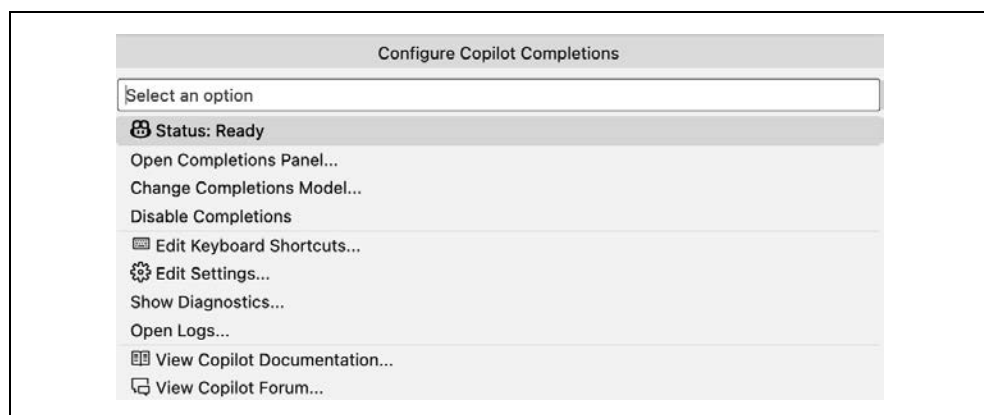 Configure Copilot Completions
Select an option
Status: Ready
Open Completions Panel...
Change Completions Model...
Disable Completions
Edit Keyboard Shortcuts...
Edit Settings...
Show Diagnostics...
Open Logs...
View Copilot Documentation...
View Copilot Forum...